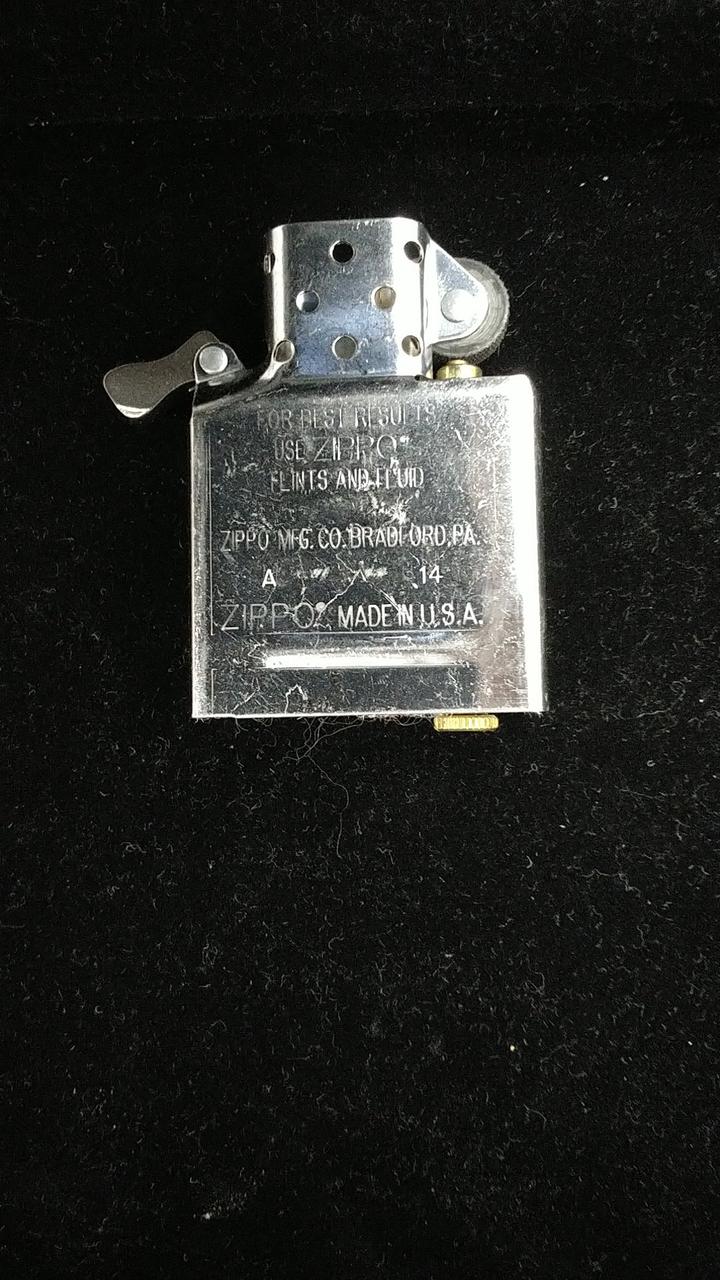 FOR BEST RESULTS
USE ZIPPO®
FLINTS AND FLUID
ZIPPO MFG. CO. BRADFORD, PA.
A 14
ZIPPO® MADE IN U.S.A.